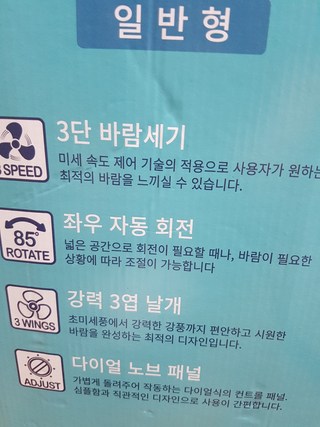 일반형
3단 바람세기
3 SPEED
미세 속도 제어 기술의 적용으로 사용자가 원하는
최적의 바람을 느끼실 수 있습니다.
좌우 자동 회전
85°
ROTATE
넓은 공간으로 회전이 필요할 때나, 바람이 필요한
상황에 따라 조절이 가능합니다
강력 3엽 날개
3 WINGS
초미세풍에서 강력한 강풍까지 편안하고 시원한
바람을 완성하는 최적의 디자인입니다.
다이얼 노브 패널
ADJUST
가볍게 돌려주어 작동하는 다이얼식의 컨트롤 패널.
심플함과 직관적인 디자인으로 사용이 간편합니다.